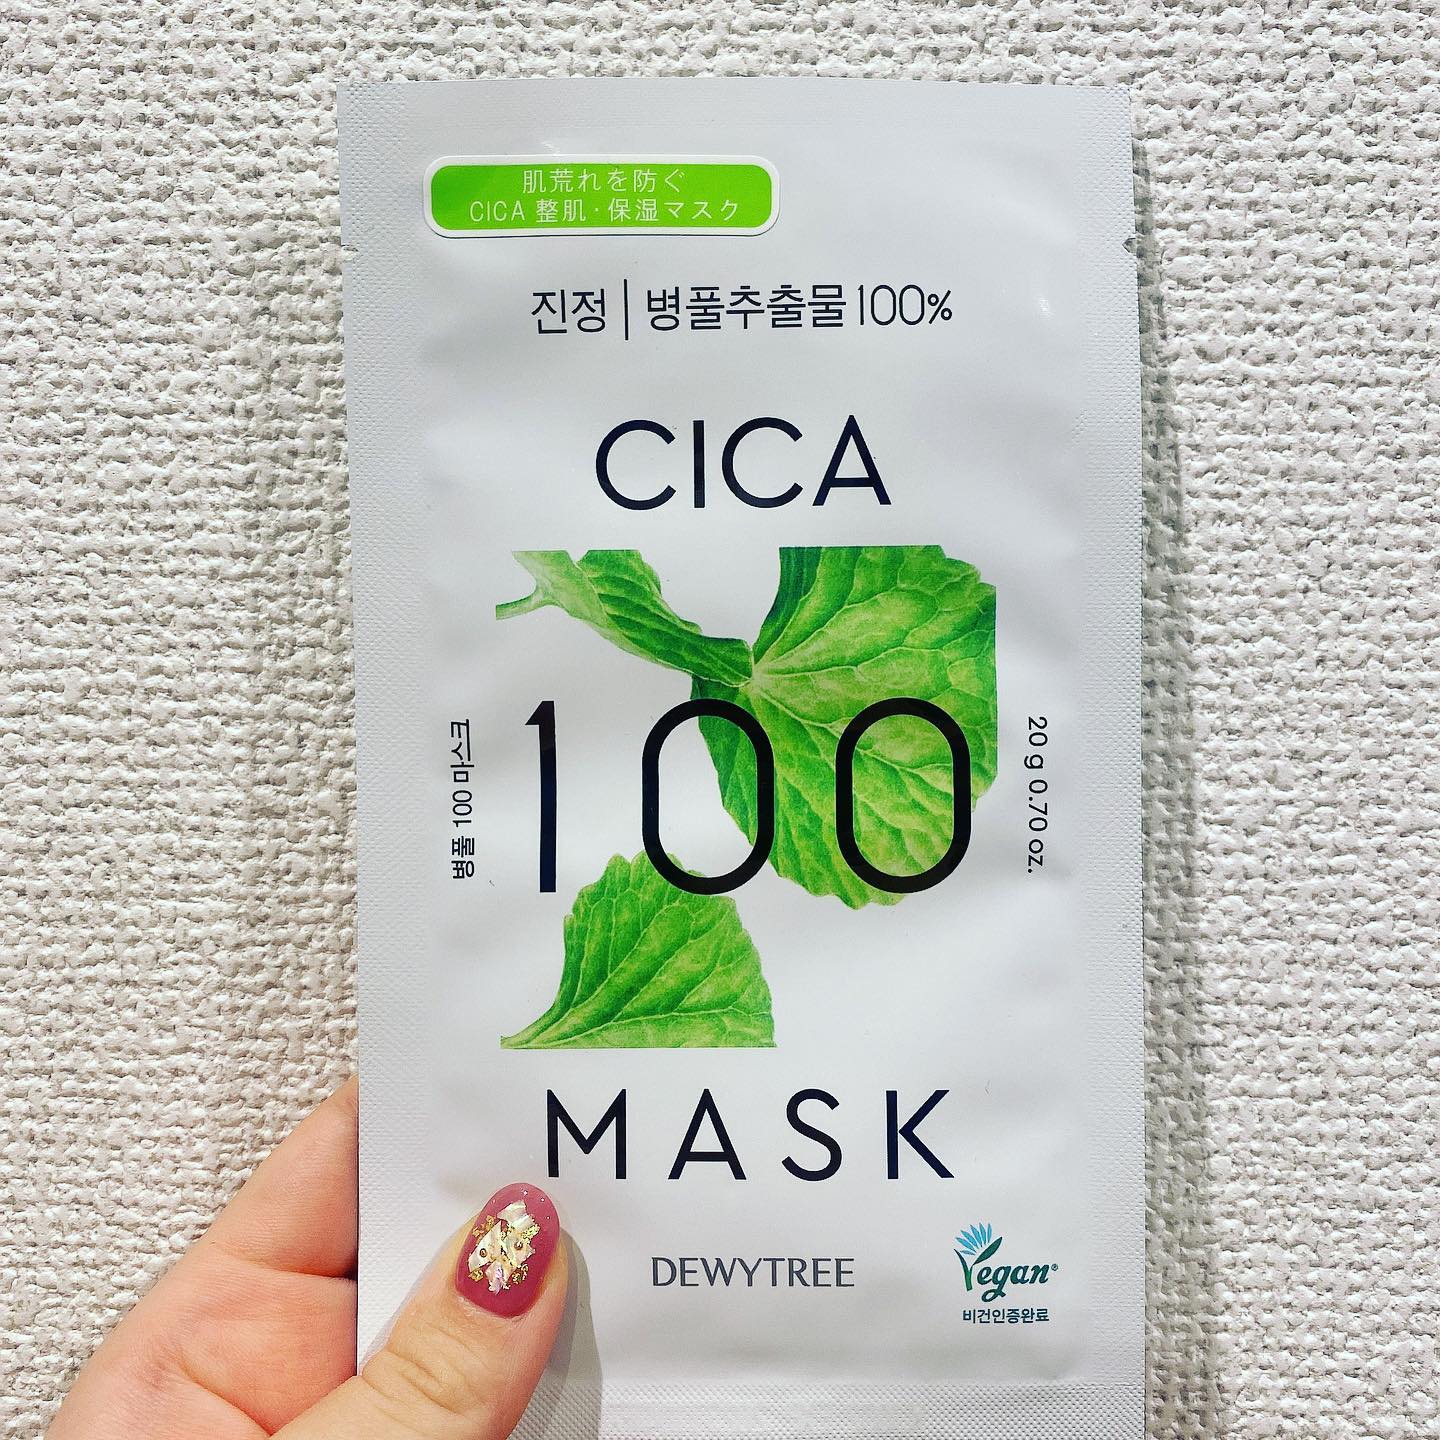 肌荒れを防ぐ
CICA 整肌・保湿マスク
진정 | 병풀추출물 100%
CICA
100
병풀 100 마스크
20 g 0.70 oz.
MASK
DEWYTREE
Vegan®
비건인증완료